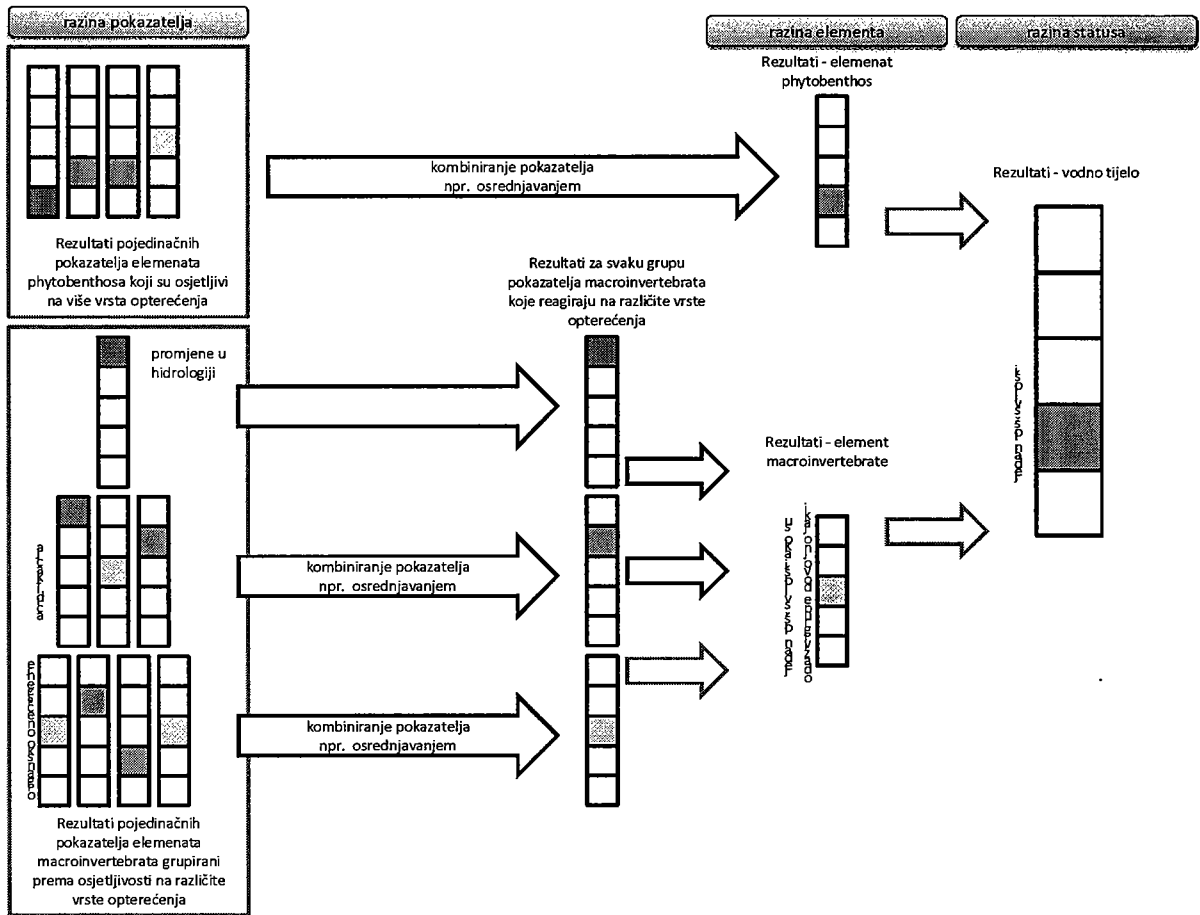 razina pokazatelja
razina elementa
razina statusa
Rezultati - elemenat
phytobenthos
kombiniranje pokazatelja
npr. osrednjavanjem
Rezultati - vodno tijelo
Rezultati pojedinačnih
pokazatelja elemenata
phytobenthosa koji su osjetljivi
na više vrsta opterećenja
Rezultati za svaku grupu
pokazatelja macroinvertebrata
koje reagiraju na različite vrste
opterećenja
promjene u
hidrologiji
Rezultati - element
macroinvertebrate
kombiniranje pokazatelja
npr. osrednjavanjem
kombiniranje pokazatelja
npr. osrednjavanjem
Rezultati pojedinačnih
pokazatelja elemenata
macroinvertebrata grupirani
prema osjetljivosti na različite
vrste opterećenja